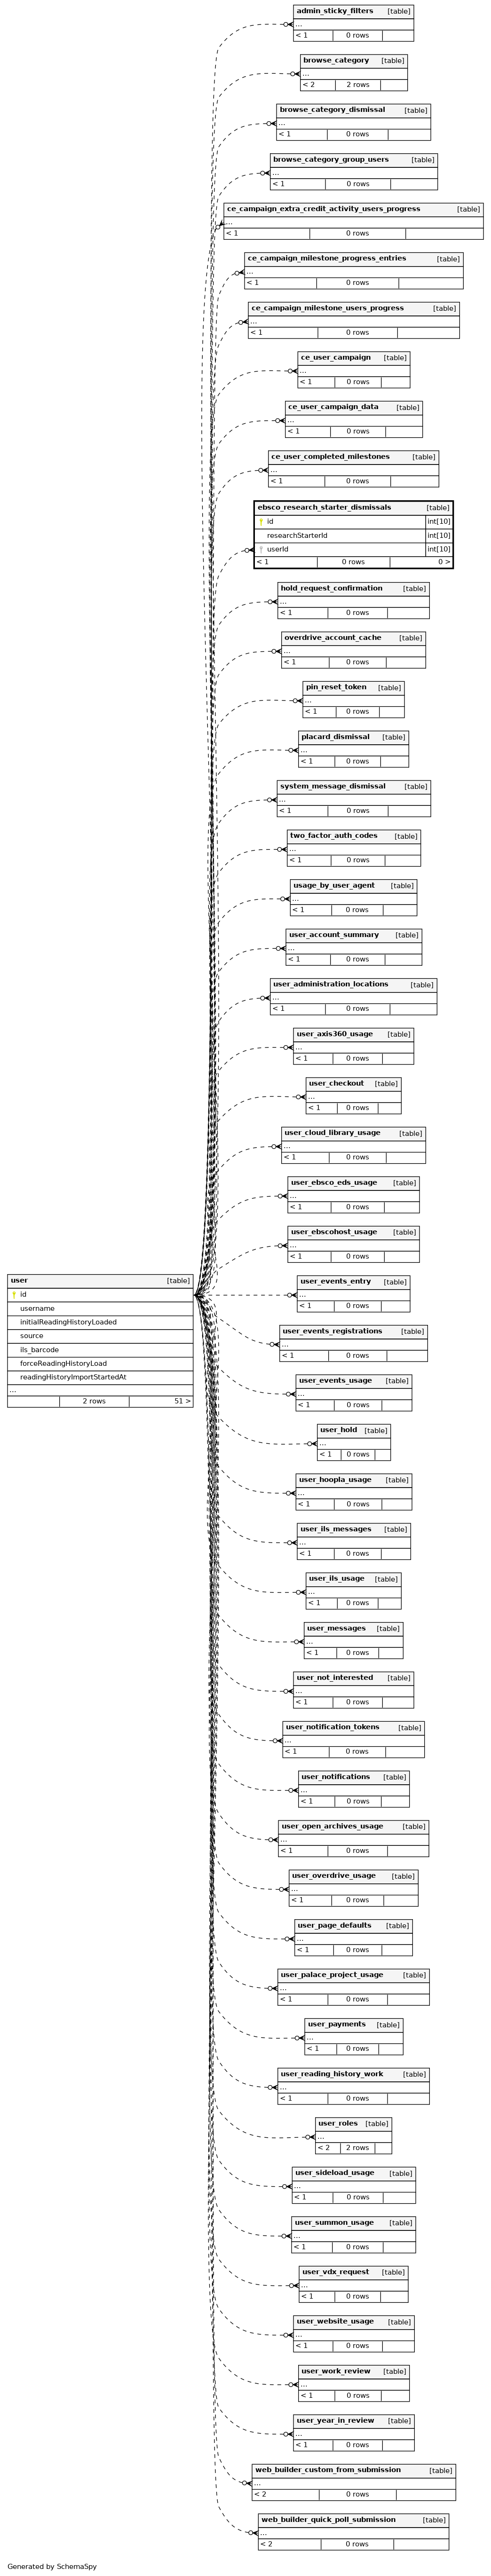 admin_sticky_filters [table]
...
< 1 0 rows
browse_category [table]
...
< 2 2 rows
browse_category_dismissal [table]
...
< 1 0 rows
browse_category_group_users [table]
...
< 1 0 rows
ce_campaign_extra_credit_activity_users_progress [table]
...
< 1 0 rows
ce_campaign_milestone_progress_entries [table]
...
< 1 0 rows
ce_campaign_milestone_users_progress [table]
...
< 1 0 rows
ce_user_campaign [table]
...
< 1 0 rows
ce_user_campaign_data [table]
...
< 1 0 rows
ce_user_completed_milestones [table]
...
< 1 0 rows
ebsco_research_starter_dismissals [table]
id int[10]
researchStarterId int[10]
userId int[10]
< 1 0 rows 0 >
hold_request_confirmation [table]
...
< 1 0 rows
overdrive_account_cache [table]
...
< 1 0 rows
pin_reset_token [table]
...
< 1 0 rows
placard_dismissal [table]
...
< 1 0 rows
system_message_dismissal [table]
...
< 1 0 rows
two_factor_auth_codes [table]
...
< 1 0 rows
usage_by_user_agent [table]
...
< 1 0 rows
user_account_summary [table]
...
< 1 0 rows
user_administration_locations [table]
...
< 1 0 rows
user_axis360_usage [table]
...
< 1 0 rows
user_checkout [table]
...
< 1 0 rows
user_cloud_library_usage [table]
...
< 1 0 rows
user_ebsco_eds_usage [table]
...
< 1 0 rows
user_ebscohost_usage [table]
...
< 1 0 rows
user [table]
id
username
initialReadingHistoryLoaded
source
ils_barcode
forceReadingHistoryLoad
readingHistoryImportStartedAt
...
2 rows 51 >
user_events_entry [table]
...
< 1 0 rows
user_events_registrations [table]
...
< 1 0 rows
user_events_usage [table]
...
< 1 0 rows
user_hold [table]
...
< 1 0 rows
user_hoopla_usage [table]
...
< 1 0 rows
user_ils_messages [table]
...
< 1 0 rows
user_ils_usage [table]
...
< 1 0 rows
user_messages [table]
...
< 1 0 rows
user_not_interested [table]
...
< 1 0 rows
user_notification_tokens [table]
...
< 1 0 rows
user_notifications [table]
...
< 1 0 rows
user_open_archives_usage [table]
...
< 1 0 rows
user_overdrive_usage [table]
...
< 1 0 rows
user_page_defaults [table]
...
< 1 0 rows
user_palace_project_usage [table]
...
< 1 0 rows
user_payments [table]
...
< 1 0 rows
user_reading_history_work [table]
...
< 1 0 rows
user_roles [table]
...
< 2 2 rows
user_sideload_usage [table]
...
< 1 0 rows
user_summon_usage [table]
...
< 1 0 rows
user_vdx_request [table]
...
< 1 0 rows
user_website_usage [table]
...
< 1 0 rows
user_work_review [table]
...
< 1 0 rows
user_year_in_review [table]
...
< 1 0 rows
web_builder_custom_from_submission [table]
...
< 2 0 rows
web_builder_quick_poll_submission [table]
...
< 2 0 rows
Generated by SchemaSpy